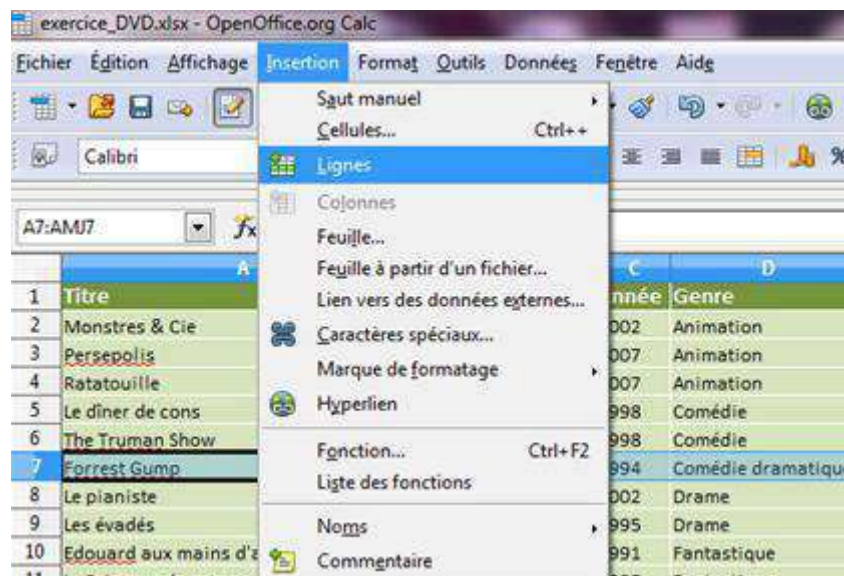 exercice_DVD.xlsx - OpenOffice.org Calc
Fichier Édition Affichage Insertion Format Outils Données Fenêtre Aide
Saut manuel
Cellules... Ctrl++
Calibri
%
Lignes
Colonnes
A7:AMJ7 fx
Feuille...
Feuille à partir d'un fichier...
Lien vers des données externes...
Caractères spéciaux...
Marque de formatage
Hyperlien
Fonction... Ctrl+F2
Liste des fonctions
Noms
Commentaire
A C D
1 Titre nnée Genre
2 Monstres & Cie 002 Animation
3 Persepolis 007 Animation
4 Ratatouille 007 Animation
5 Le dîner de cons 998 Comédie
6 The Truman Show 998 Comédie
7 Forrest Gump 994 Comédie dramatique
8 Le pianiste 002 Drame
9 Les évadés 995 Drame
10 Edouard aux mains d'a 991 Fantastique